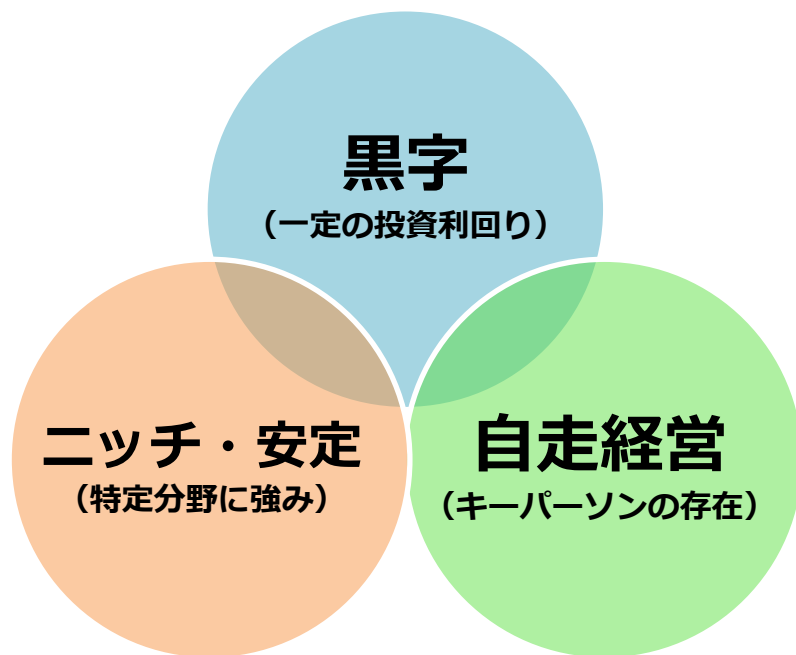 黒字
（一定の投資利回り）
ニッチ・安定
（特定分野に強み）
自走経営
（キーパーソンの存在）